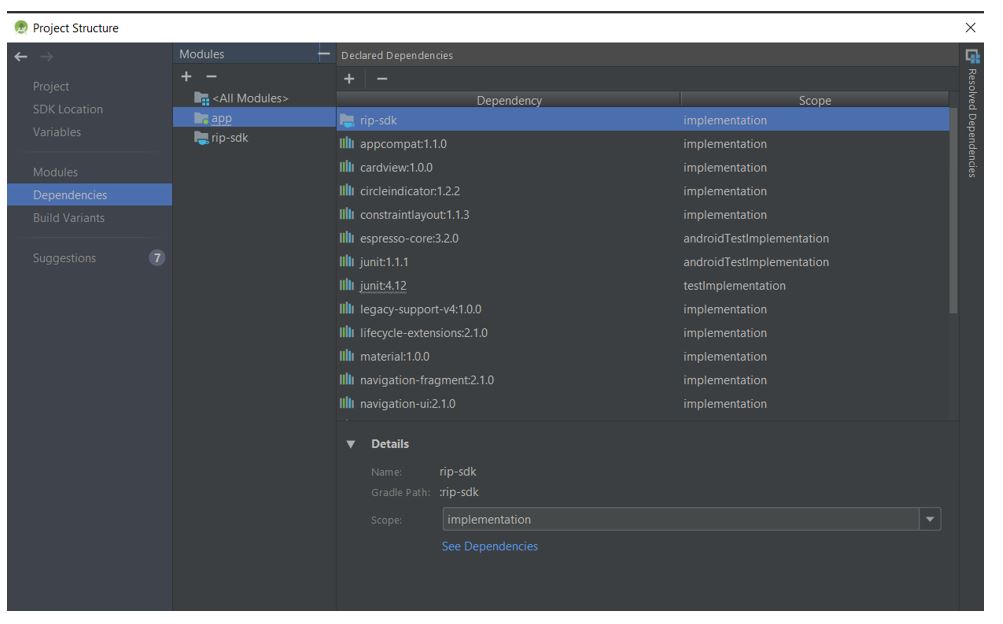 Project Structure
Project
SDK Location
Variables
Modules
Dependencies
Build Variants
Suggestions 7
Modules
<All Modules>
app
rip-sdk
Declared Dependencies
Dependency Scope
rip-sdk implementation
appcompat:1.1.0 implementation
cardview:1.0.0 implementation
circleindicator:1.2.2 implementation
constraintlayout:1.1.3 implementation
espresso-core:3.2.0 androidTestImplementation
junit:1.1.1 androidTestImplementation
junit:4.12 testImplementation
legacy-support-v4:1.0.0 implementation
lifecycle-extensions:2.1.0 implementation
material:1.0.0 implementation
navigation-fragment:2.1.0 implementation
navigation-ui:2.1.0 implementation
Details
Name: rip-sdk
Gradle Path: :rip-sdk
Scope: implementation
See Dependencies
Resolved Dependencies